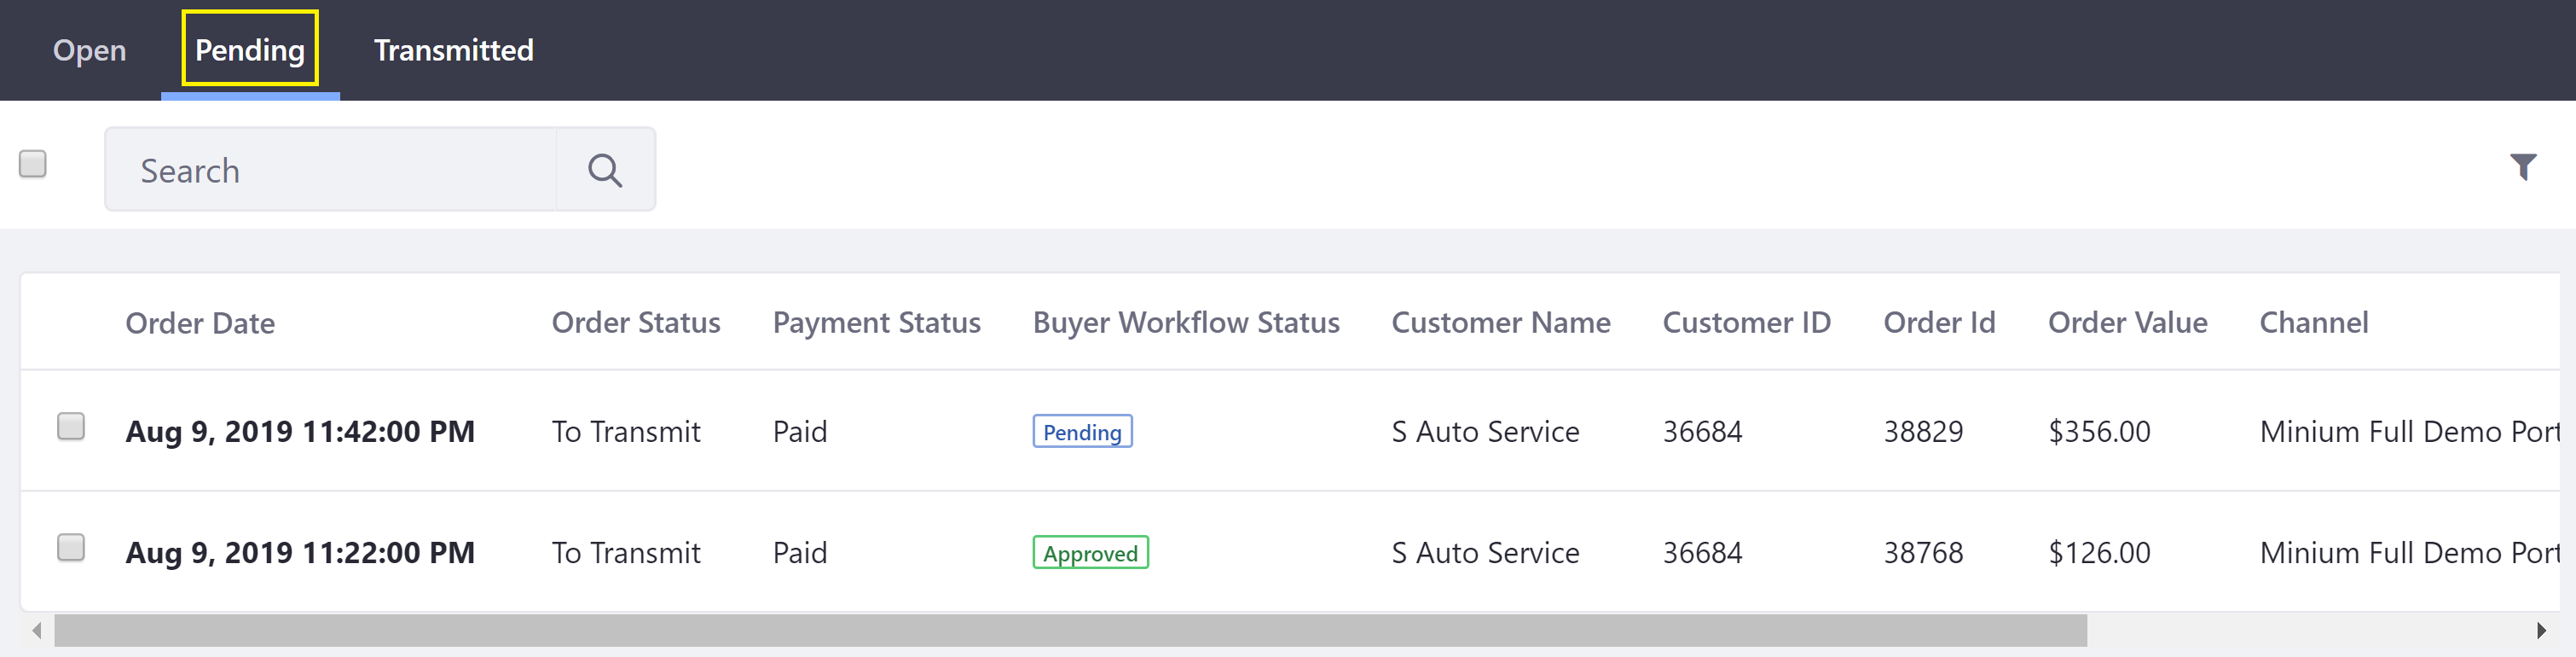 Open Pending Transmitted
Search
Order Date Order Status Payment Status Buyer Workflow Status Customer Name Customer ID Order Id Order Value Channel
Aug 9, 2019 11:42:00 PM To Transmit Paid Pending S Auto Service 36684 38829 $356.00 Minium Full Demo Port
Aug 9, 2019 11:22:00 PM To Transmit Paid Approved S Auto Service 36684 38768 $126.00 Minium Full Demo Port